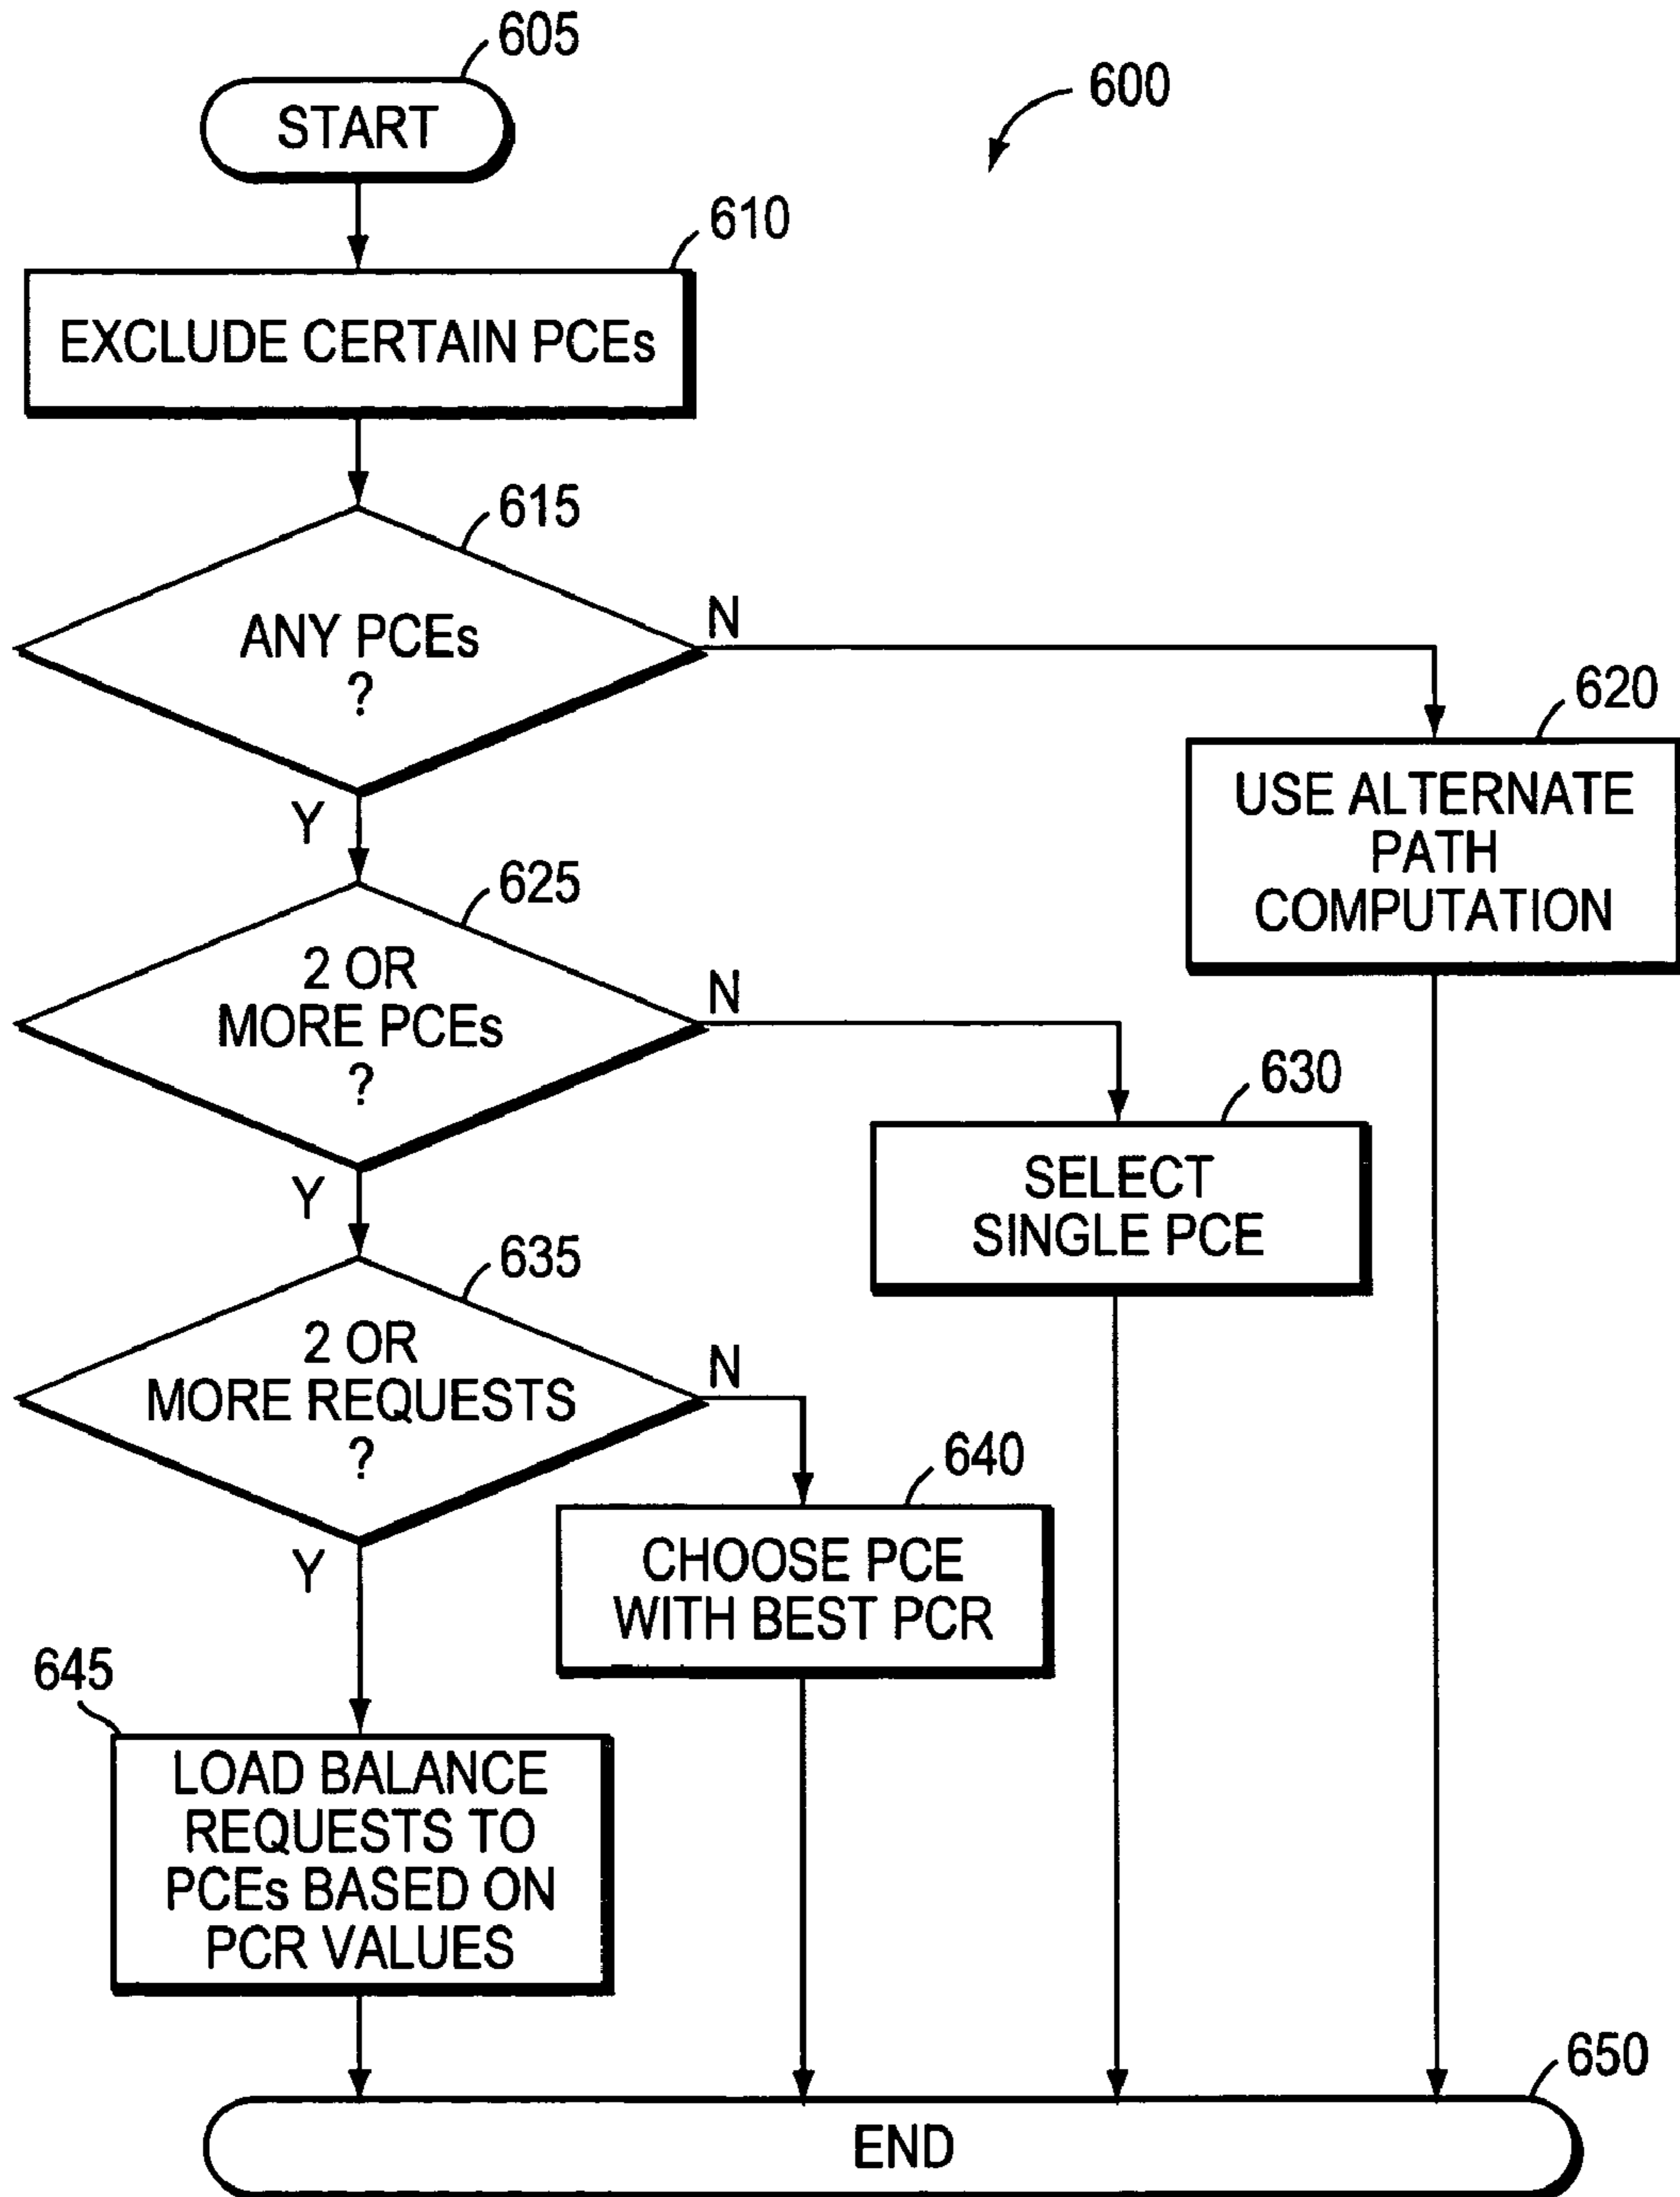 605
START
600
610
EXCLUDE CERTAIN PCEs
615
ANY PCEs
?
N
Y
620
USE ALTERNATE
PATH
COMPUTATION
625
2 OR
MORE PCEs
?
N
Y
630
SELECT
SINGLE PCE
635
2 OR
MORE REQUESTS
?
N
Y
640
CHOOSE PCE
WITH BEST PCR
645
LOAD BALANCE
REQUESTS TO
PCEs BASED ON
PCR VALUES
650
END